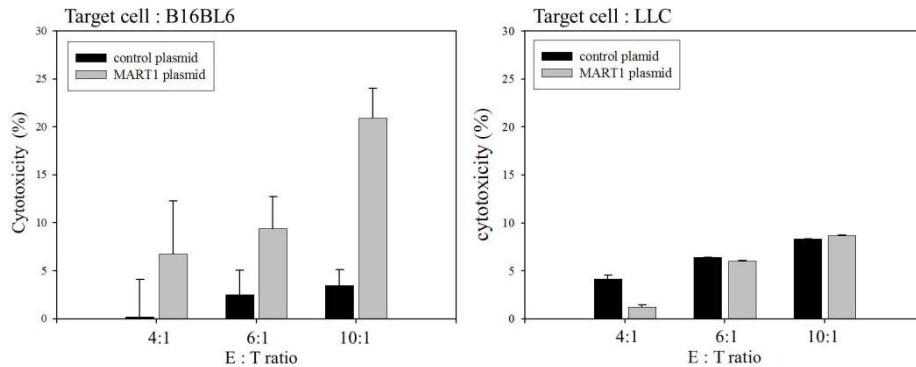 Target cell : B16BL6
control plasmid
MART1 plasmid
Cytotoxicity (%)
30
25
20
15
10
5
0
4:1
6:1
10:1
E : T ratio
Target cell : LLC
control plamid
MART1 plasmid
cytotoxicity (%)
30
25
20
15
10
5
0
4:1
6:1
10:1
E : T ratio